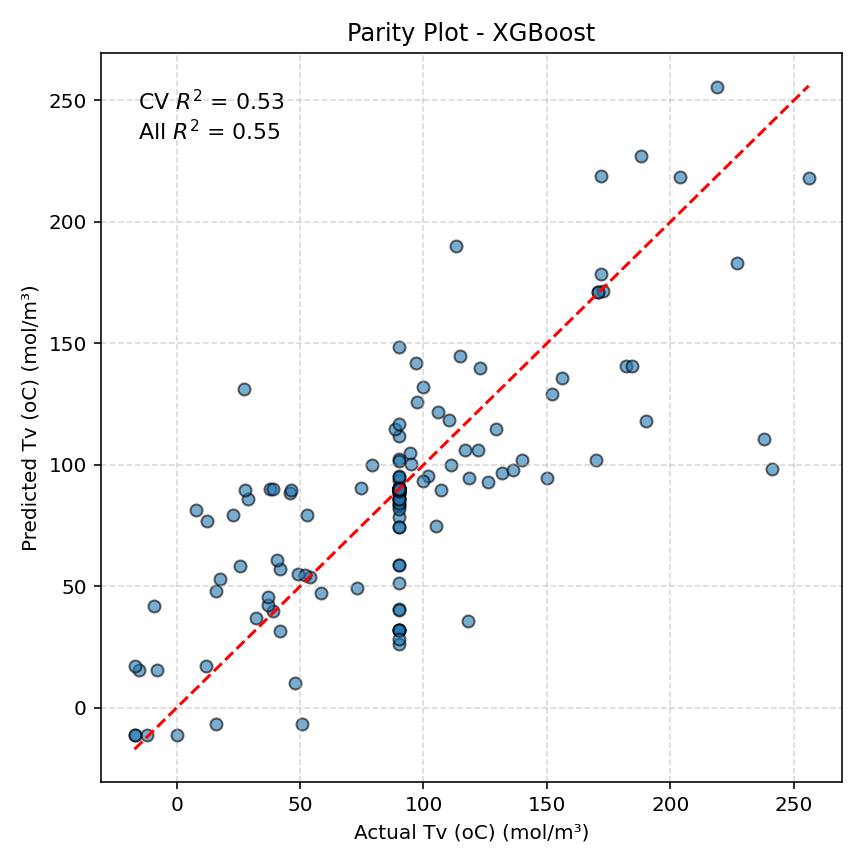 Parity Plot - XGBoost
CV R² = 0.53
All R² = 0.55
250
200
150
100
50
0
Predicted Tv (oC) (mol/m³)
0 50 100 150 200 250
Actual Tv (oC) (mol/m³)